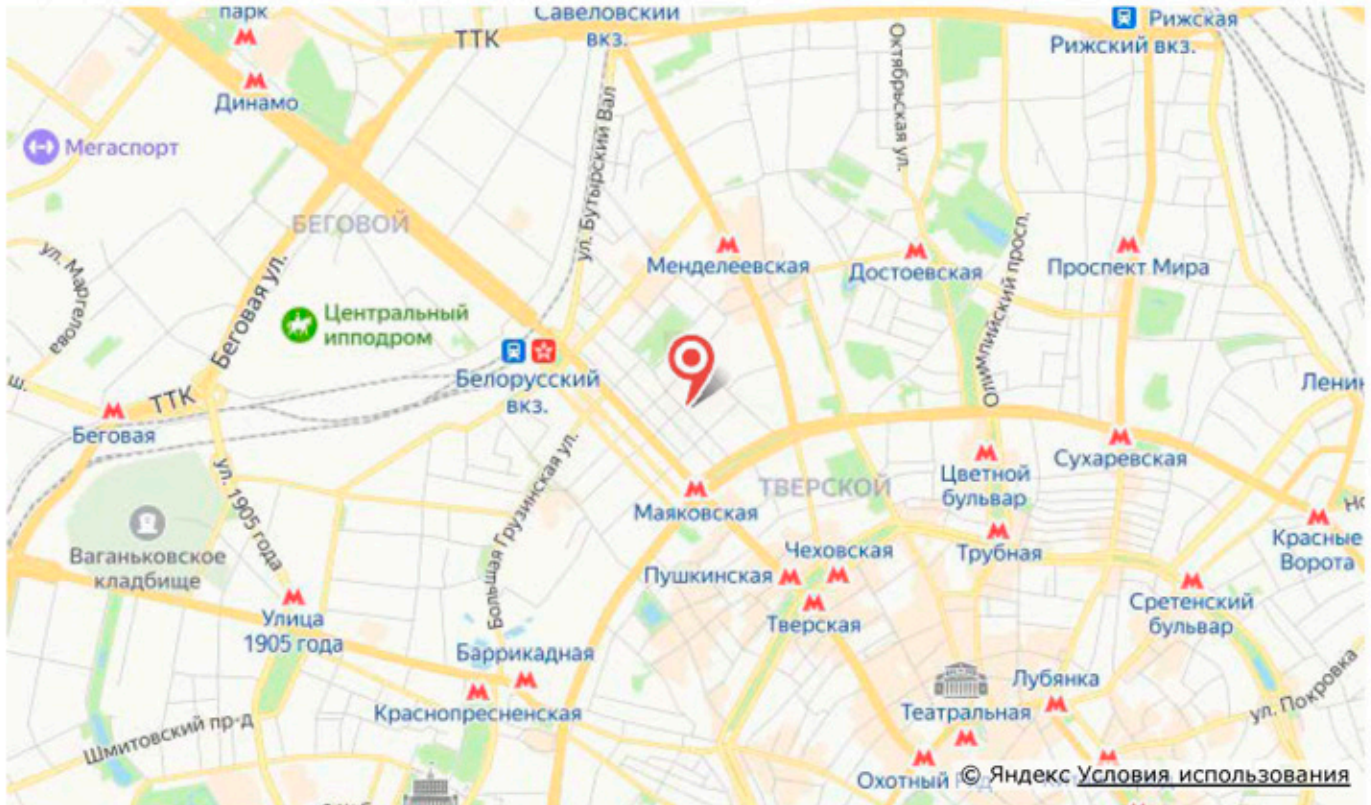 парк
Савеловский
вкз.
ТТК
Рижская
Рижский вкз.
Октябрьская ул.
Динамо
Мегаспорт
ул. Бутырский Вал
БЕГОВОЙ
ул. Маргелова
Беговая ул.
Менделеевская
Достоевская
Олимпийский просп.
Проспект Мира
Центральный
ипподром
Белорусский
вкз.
ш.
ТТК
Беговая
Ленин
Сухаревская
Цветной
бульвар
ул. 1905 года
Большая Грузинская ул.
ТВЕРСКОЙ
Маяковская
Ваганьковское
кладбище
Чеховская
Трубная
Красные
Ворота
Пушкинская
Тверская
Сретенский
бульвар
Улица
1905 года
Баррикадная
Краснопресненская
Лубянка
Театральная
ул. Покровка
Шмитовский пр-д
Охотный Ряд
© Яндекс Условия использования